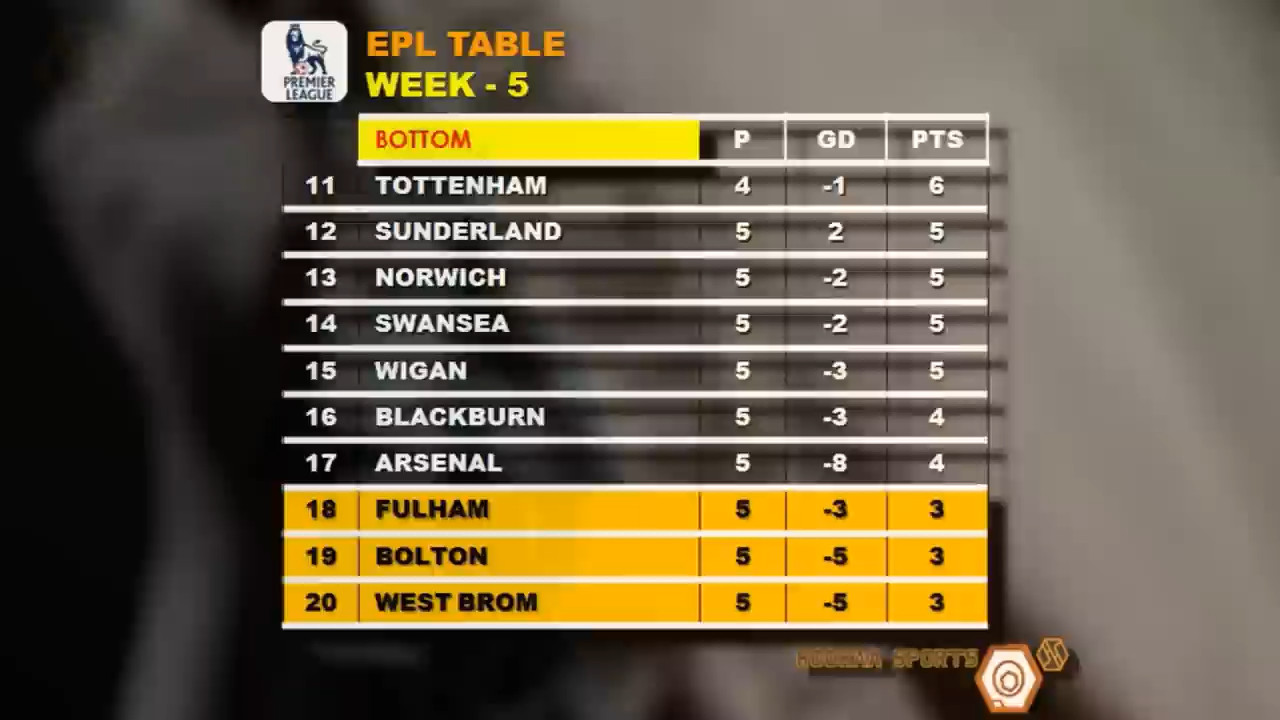 PREMIER
LEAGUE
EPL TABLE
WEEK - 5
BOTTOM P GD PTS
11 TOTTENHAM 4 -1 6
12 SUNDERLAND 5 2 5
13 NORWICH 5 -2 5
14 SWANSEA 5 -2 5
15 WIGAN 5 -3 5
16 BLACKBURN 5 -3 4
17 ARSENAL 5 -8 4
18 FULHAM 5 -3 3
19 BOLTON 5 -5 3
20 WEST BROM 5 -5 3
SPORTS